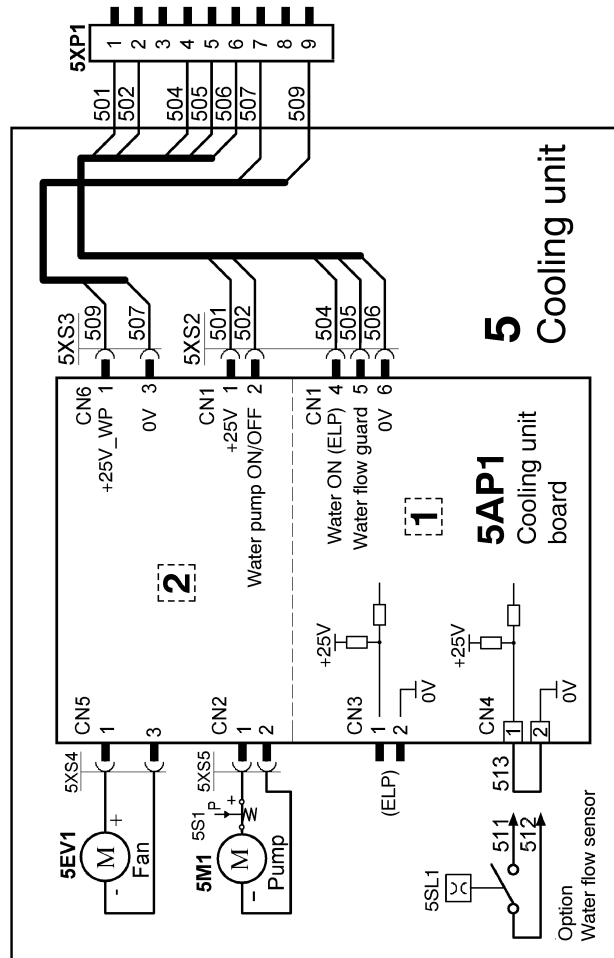 5XP1
1
2
3
4
5
6
7
8
9
501
502
504
505
506
507
509
5
Cooling unit
5XS3
509
507
5XS2
501
502
504
505
506
CN6
1
+25V_WP
3
0V
CN1
1
+25V
2
Water pump ON/OFF
CN1
4
Water ON (ELP)
5
Water flow guard
6
0V
2
1
5AP1
Cooling unit
board
+25V
+25V
CN5
1
3
CN2
1
2
CN3
1
2
0V
CN4
1
2
0V
5XS4
5XS5
(ELP)
513
5EV1
M
+
-
Fan
5S1
P
+
5M1
M
-
Pump
511
512
5SL1
Option
Water flow sensor